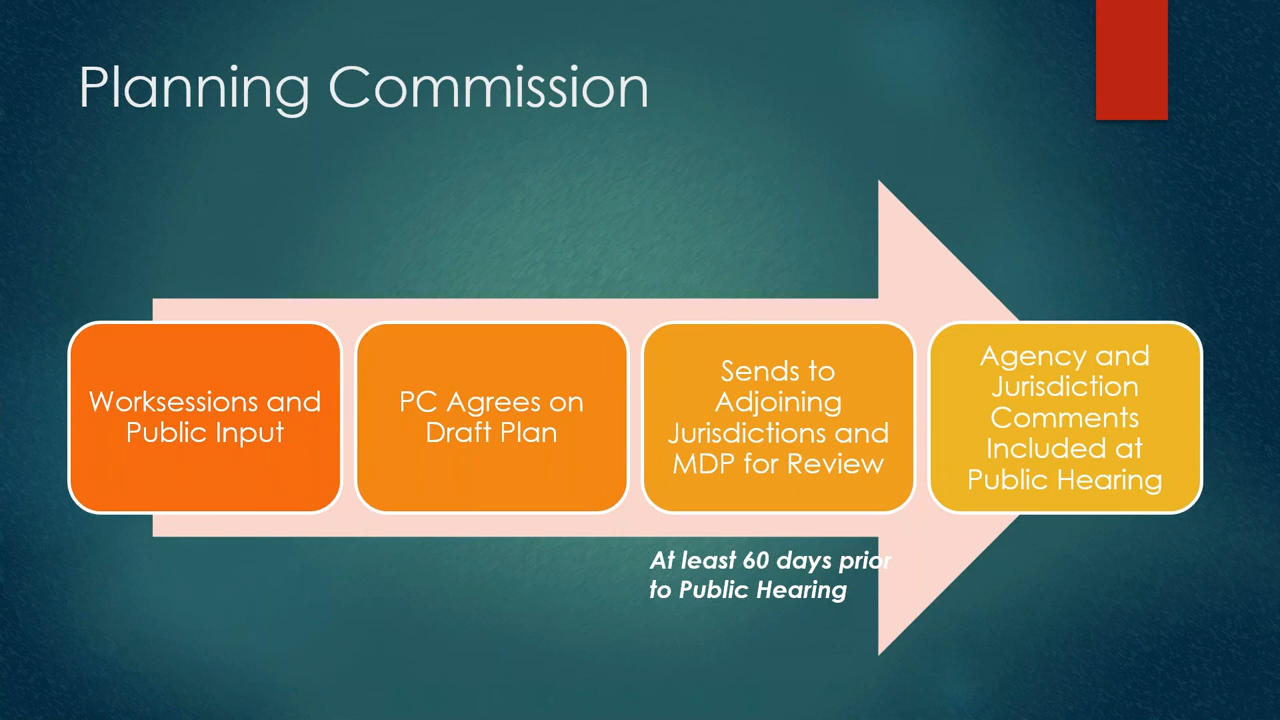 Planning Commission
Worksessions and
Public Input
PC Agrees on
Draft Plan
Sends to
Adjoining
Jurisdictions and
MDP for Review
Agency and
Jurisdiction
Comments
Included at
Public Hearing
At least 60 days prior
to Public Hearing